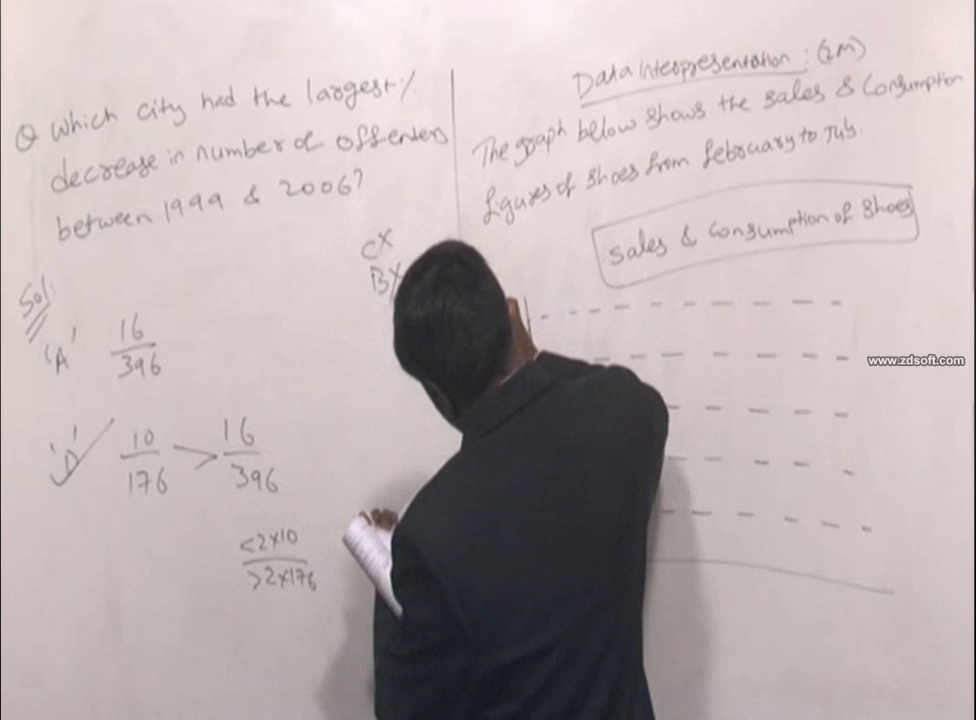 Q Which city had the largest %
decrease in number of offenders
between 1999 & 2006?
CX
BX
Sol:
'A' 16/396
'D' ✓ 10/176 > 16/396
<2×10/>2×176
Data interpresentation : (2M)
The graph below shows the sales & Consumption
figures of shoes from february to July.
Sales & Consumption of shoes
www.zdsoft.com